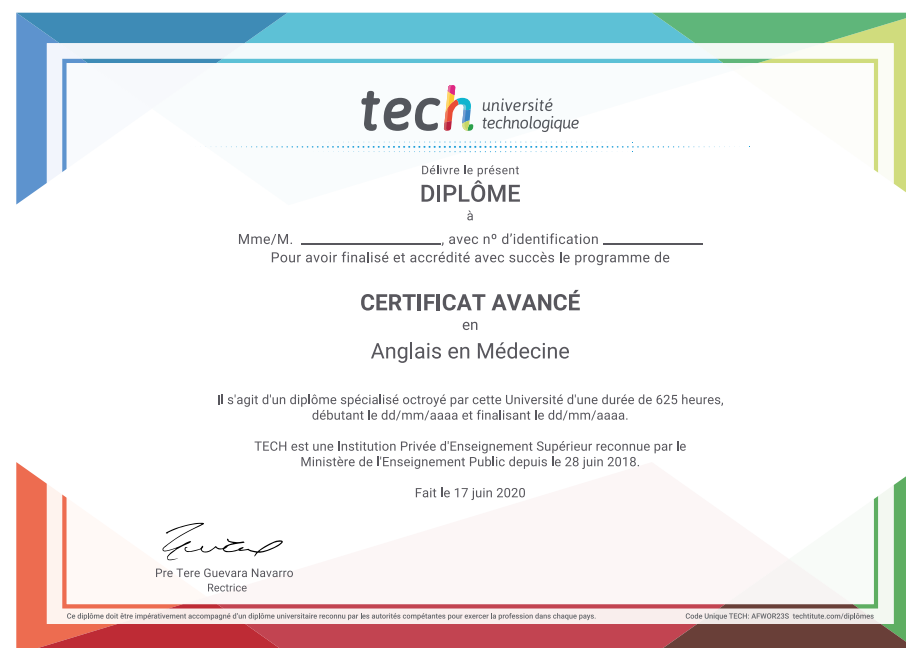 tech université
technologique
Délivre le présent
DIPLÔME
à
Mme/M. ____________________, avec nº d'identification ______________
Pour avoir finalisé et accrédité avec succès le programme de
CERTIFICAT AVANCÉ
en
Anglais en Médecine
Il s'agit d'un diplôme spécialisé octroyé par cette Université d'une durée de 625 heures,
débutant le dd/mm/aaaa et finalisant le dd/mm/aaaa.
TECH est une Institution Privée d'Enseignement Supérieur reconnue par le
Ministère de l'Enseignement Public depuis le 28 juin 2018.
Fait le 17 juin 2020
Pre Tere Guevara Navarro
Rectrice
Ce diplôme doit être impérativement accompagné d'un diplôme universitaire reconnu par les autorités compétantes pour exercer la profession dans chaque pays.
Code Unique TECH: AFWOR23S techtitute.com/diplômes